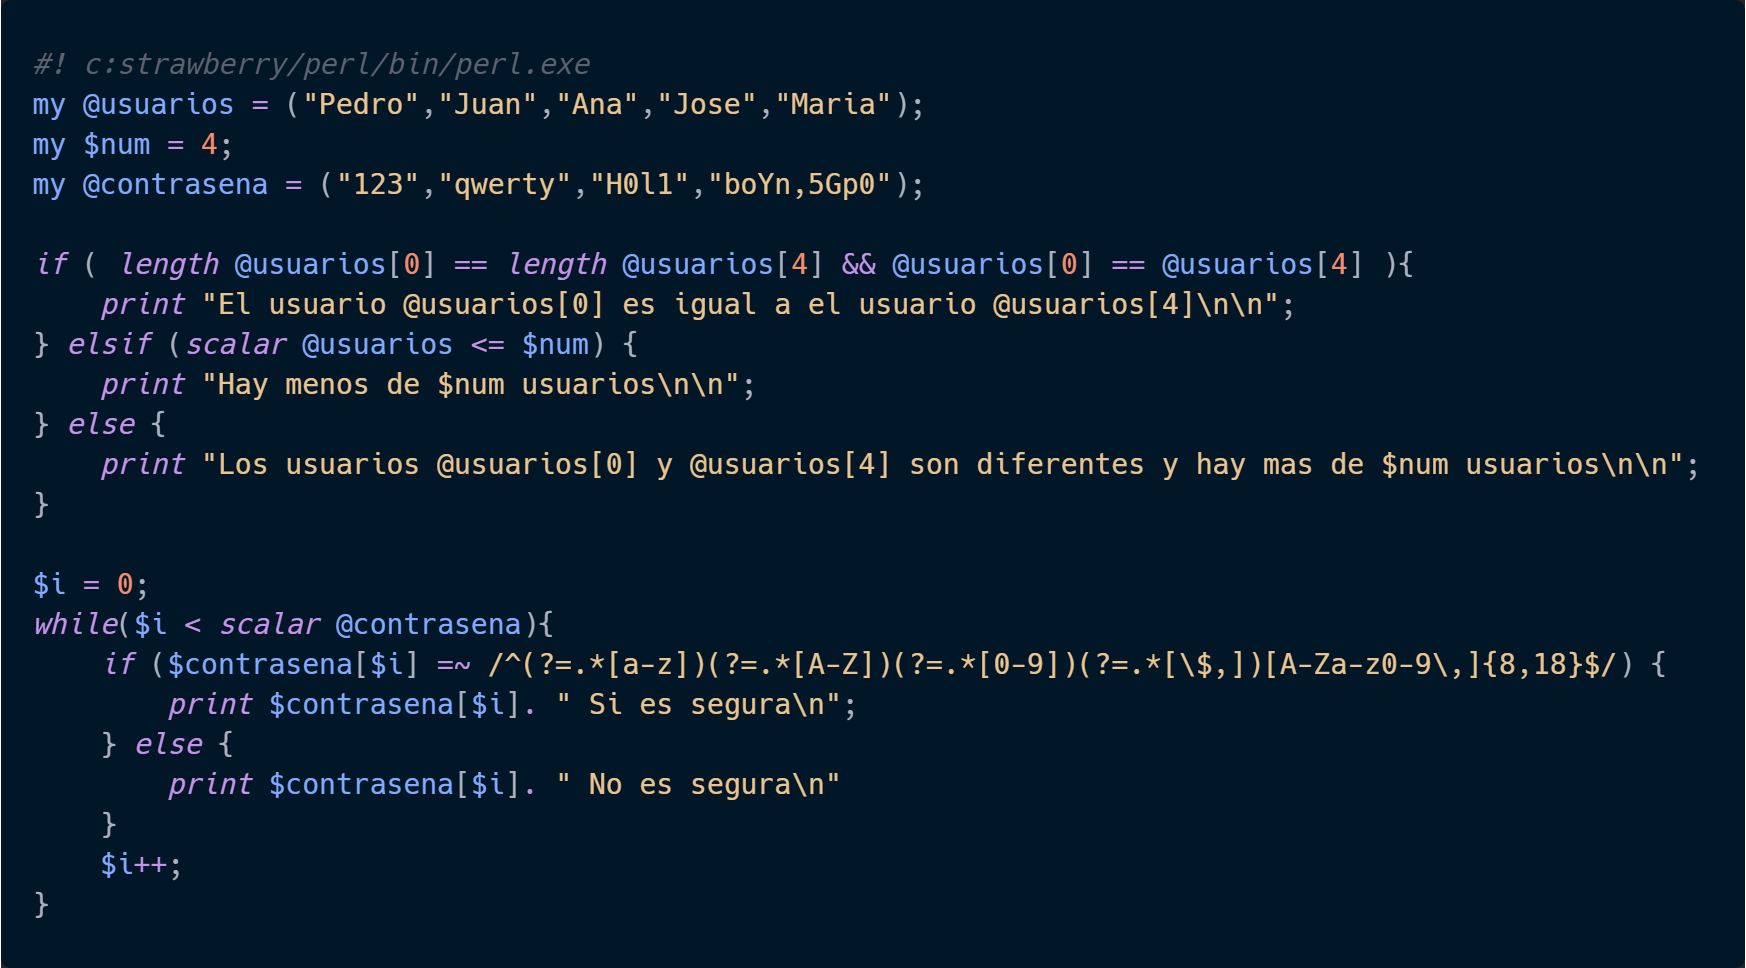 #! c:strawberry/perl/bin/perl.exe
my @usuarios = ("Pedro","Juan","Ana","Jose","Maria");
my $num = 4;
my @contrasena = ("123","qwerty","H0l1","boYn,5Gp0");

if ( length @usuarios[0] == length @usuarios[4] && @usuarios[0] == @usuarios[4] ){
    print "El usuario @usuarios[0] es igual a el usuario @usuarios[4]\n\n";
} elsif (scalar @usuarios <= $num) {
    print "Hay menos de $num usuarios\n\n";
} else {
    print "Los usuarios @usuarios[0] y @usuarios[4] son diferentes y hay mas de $num usuarios\n\n";
}

$i = 0;
while($i < scalar @contrasena){
    if ($contrasena[$i] =~ /^(?=.*[a-z])(?=.*[A-Z])(?=.*[0-9])(?=.*[\$,])[A-Za-z0-9\,]{8,18}$/) {
        print $contrasena[$i]. " Si es segura\n";
    } else {
        print $contrasena[$i]. " No es segura\n"
    }
    $i++;
}